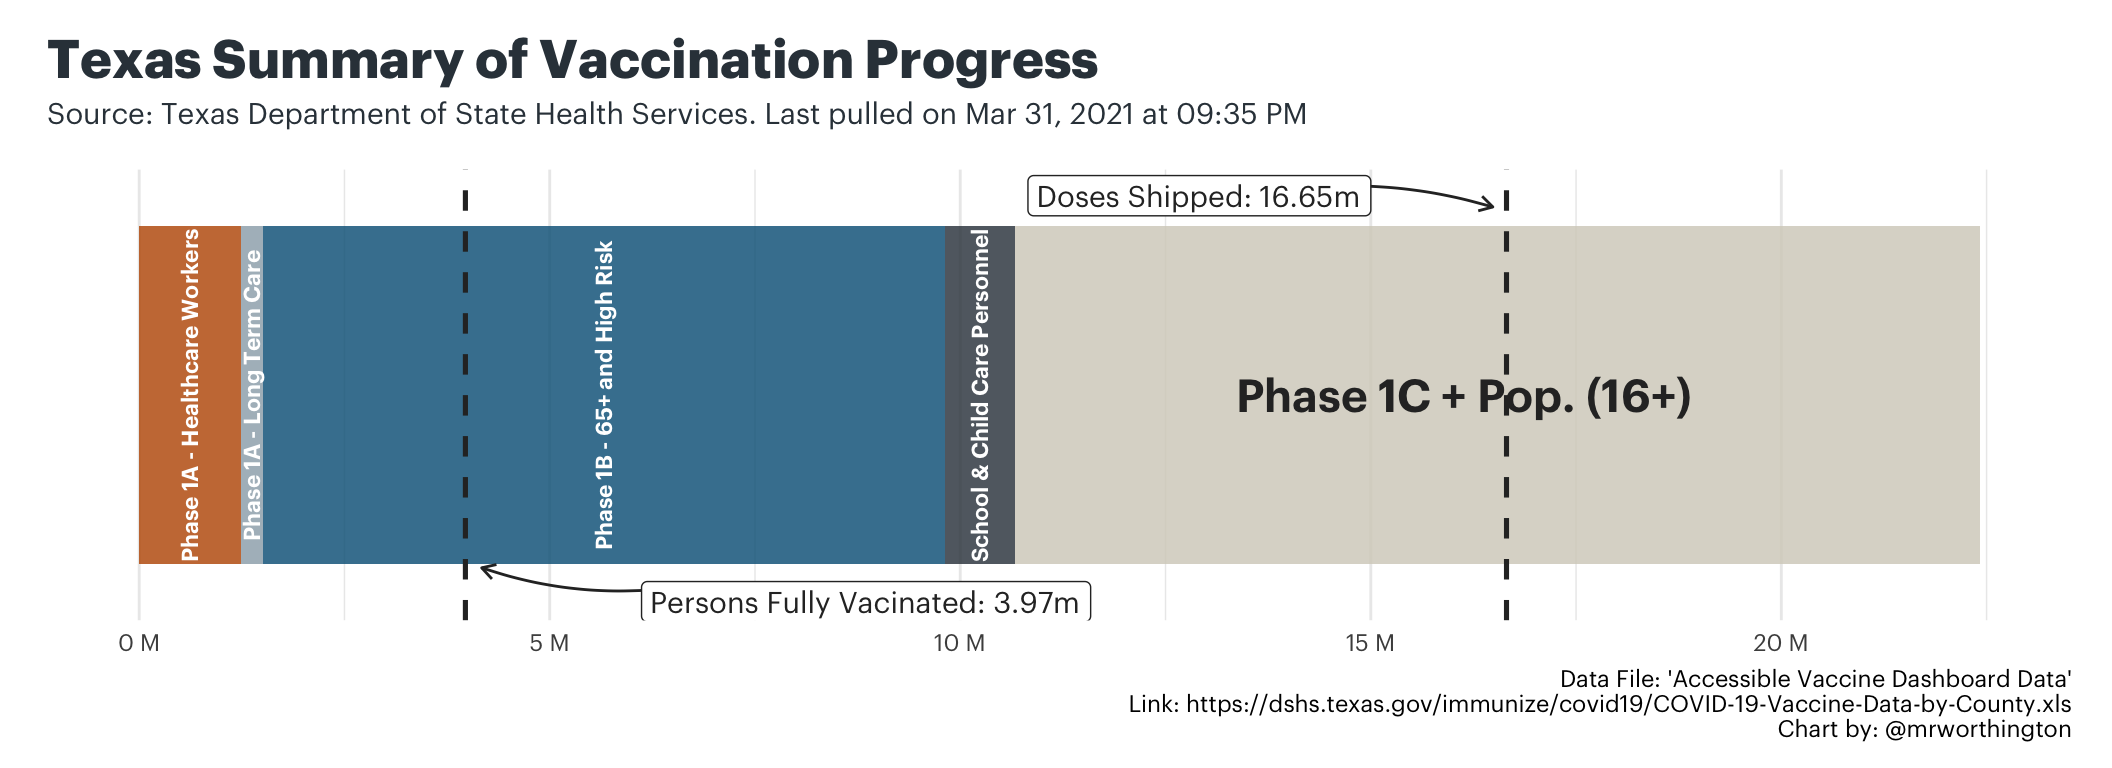 Texas Summary of Vaccination Progress
Source: Texas Department of State Health Services. Last pulled on Mar 31, 2021 at 09:35 PM
Doses Shipped: 16.65m
Phase 1A - Healthcare Workers
Phase 1A - Long Term Care
Phase 1B - 65+ and High Risk
School & Child Care Personnel
Phase 1C + Pop. (16+)
Persons Fully Vacinated: 3.97m
0 M 5 M 10 M 15 M 20 M
Data File: 'Accessible Vaccine Dashboard Data'
Link: https://dshs.texas.gov/immunize/covid19/COVID-19-Vaccine-Data-by-County.xls
Chart by: @mrworthington